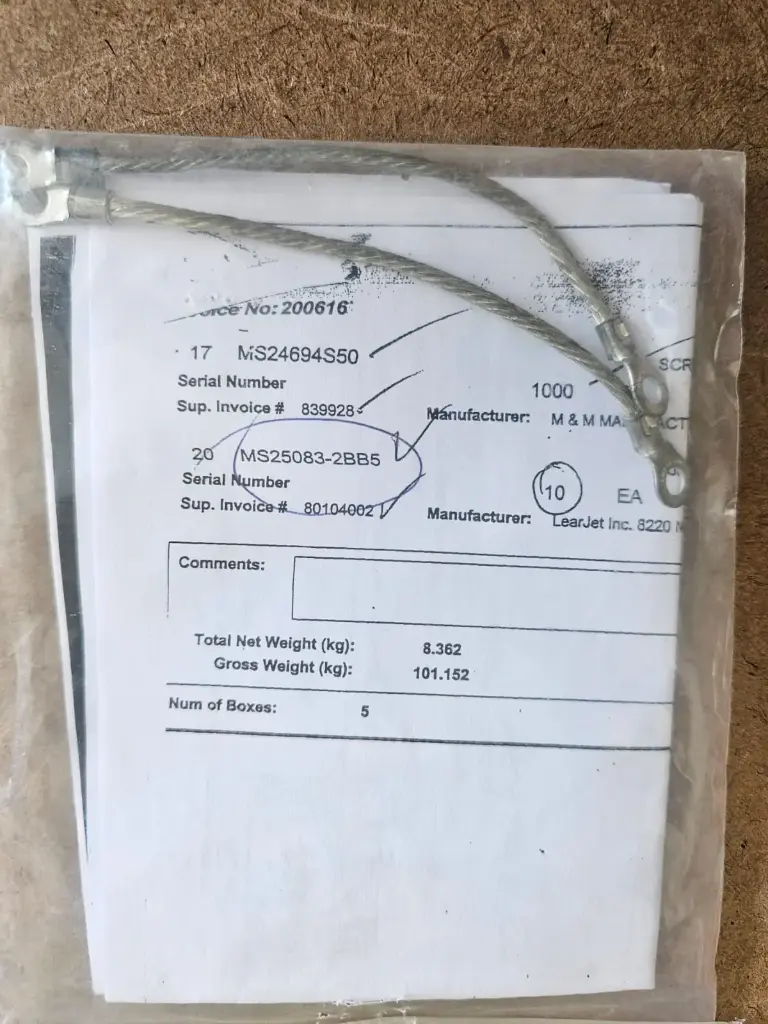 oice No: 200616
17 MS24694S50 1000 SCR
Serial Number
Sup. Invoice # 839928 Manufacturer: M & M MA ACT
20 MS25083-2BB5 10 EA
Serial Number
Sup. Invoice # 80104002 Manufacturer: LearJet Inc. 8220
Comments:
Total Net Weight (kg): 8.362
Gross Weight (kg): 101.152
Num of Boxes: 5